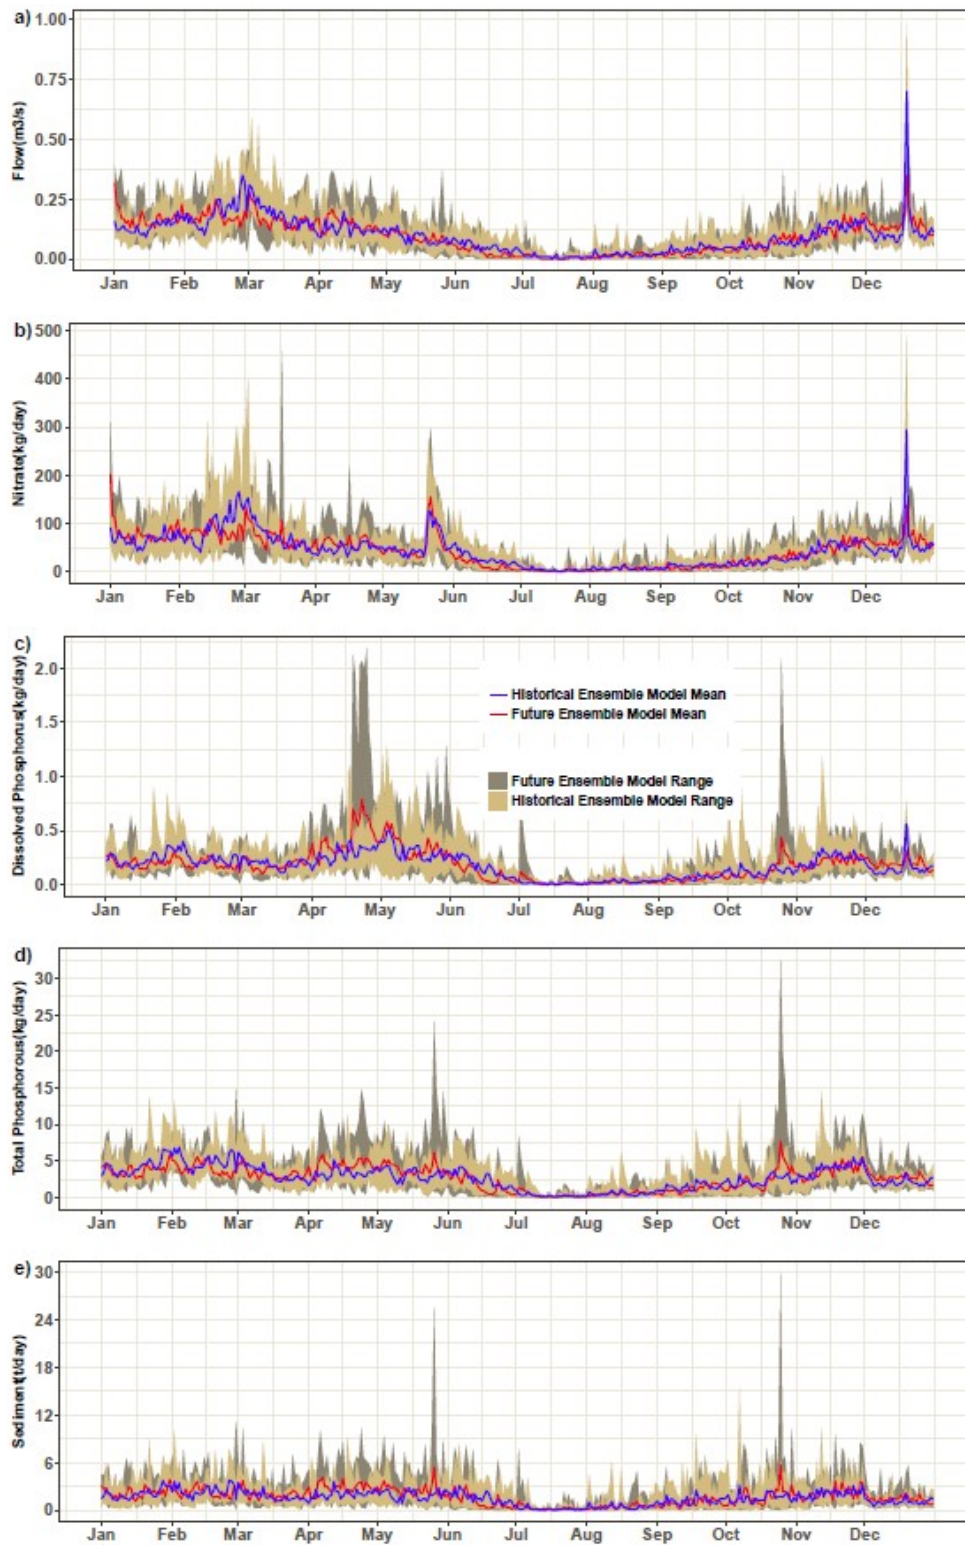 a)
1.00
0.75
0.50
0.25
0.00
Flow(m3/s)
Jan Feb Mar Apr May Jun Jul Aug Sep Oct Nov Dec
b)
500
400
300
200
100
0
Nitrate(kg/day)
Jan Feb Mar Apr May Jun Jul Aug Sep Oct Nov Dec
c)
2.0
1.5
1.0
0.5
0.0
Dissolved Phosphorus(kg/day)
Historical Ensemble Model Mean
Future Ensemble Model Mean
Future Ensemble Model Range
Historical Ensemble Model Range
Jan Feb Mar Apr May Jun Jul Aug Sep Oct Nov Dec
d)
30
25
20
15
10
5
0
Total Phosphorous(kg/day)
Jan Feb Mar Apr May Jun Jul Aug Sep Oct Nov Dec
e)
30
24
18
12
6
0
Sediment(t/day)
Jan Feb Mar Apr May Jun Jul Aug Sep Oct Nov Dec